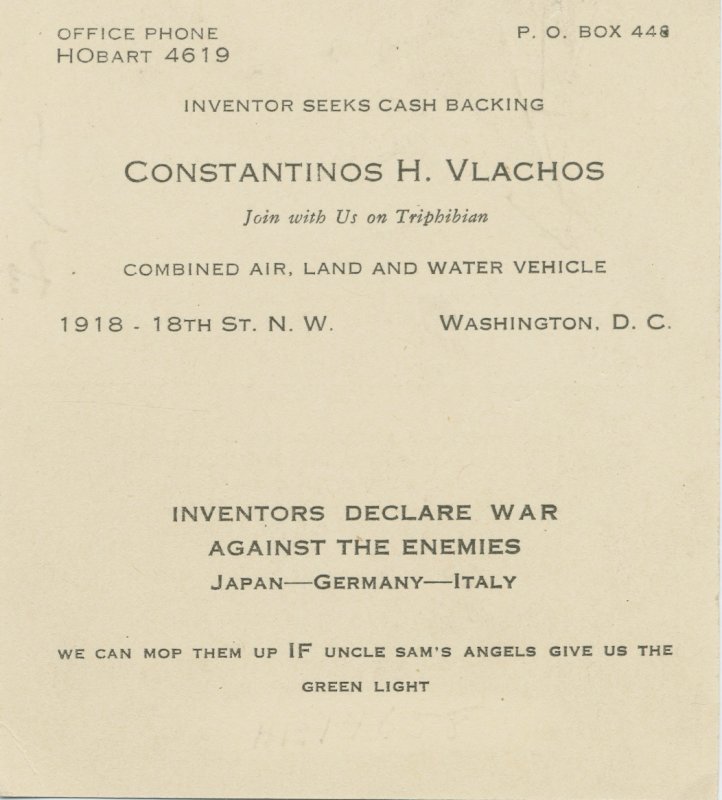 OFFICE PHONE
HOBART 4619
P. O. BOX 448
INVENTOR SEEKS CASH BACKING
CONSTANTINOS H. VLACHOS
Join with Us on Triphibian
COMBINED AIR, LAND AND WATER VEHICLE
1918 - 18TH ST. N. W. WASHINGTON, D. C.
INVENTORS DECLARE WAR
AGAINST THE ENEMIES
JAPAN—GERMANY—ITALY
WE CAN MOP THEM UP IF UNCLE SAM'S ANGELS GIVE US THE
GREEN LIGHT